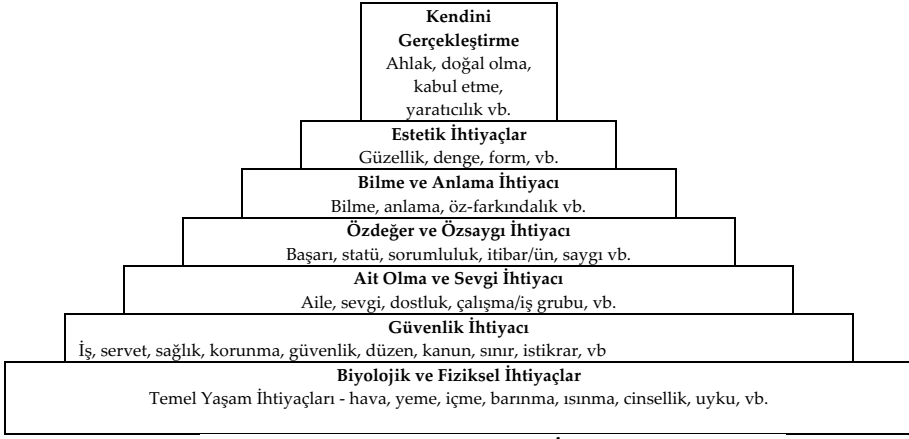 Kendini
Gerçekleştirme
Ahlak, doğal olma,
kabul etme,
yaratıcılık vb.
Estetik İhtiyaçlar
Güzellik, denge, form, vb.
Bilme ve Anlama İhtiyacı
Bilme, anlama, öz-farkındalık vb.
Özdeğer ve Özsaygı İhtiyacı
Başarı, statü, sorumluluk, itibar/ün, saygı vb.
Ait Olma ve Sevgi İhtiyacı
Aile, sevgi, dostluk, çalışma/iş grubu, vb.
Güvenlik İhtiyacı
İş, servet, sağlık, korunma, güvenlik, düzen, kanun, sınır, istikrar, vb
Biyolojik ve Fiziksel İhtiyaçlar
Temel Yaşam İhtiyaçları - hava, yeme, içme, barınma, ısınma, cinsellik, uyku, vb.